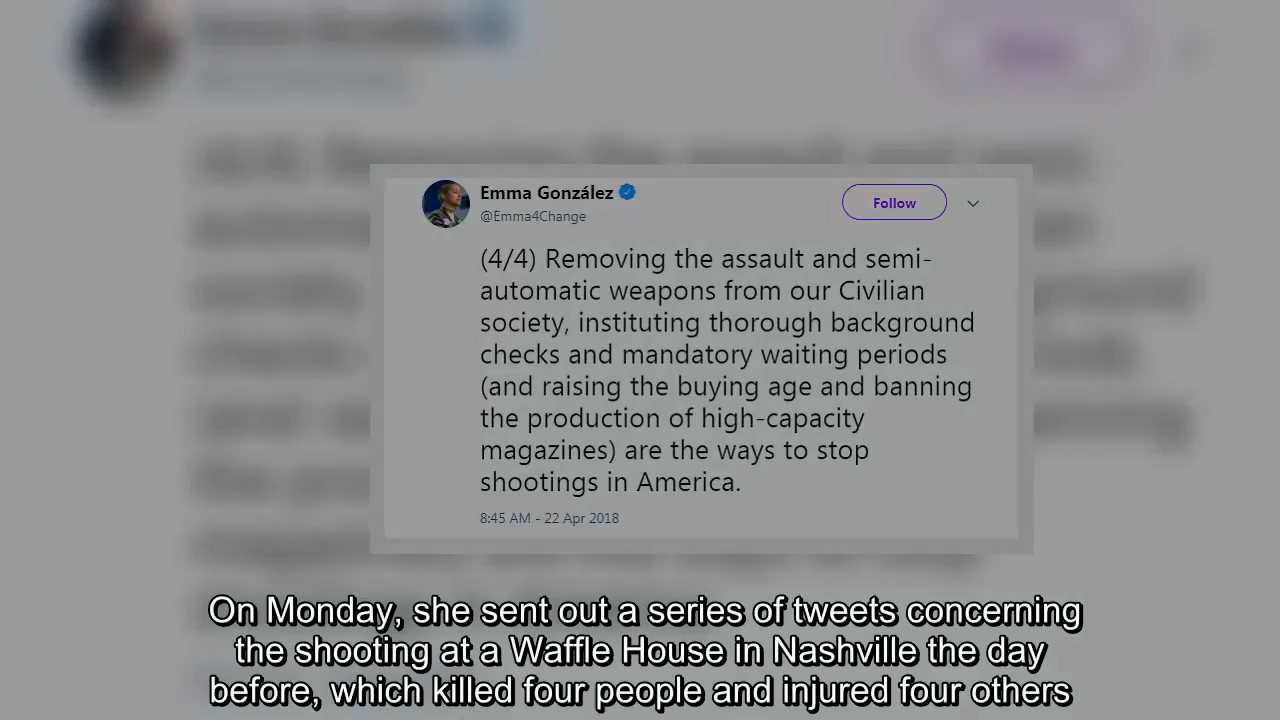 Emma González
Follow
@Emma4Change
(4/4) Removing the assault and semi-
automatic weapons from our Civilian
society, instituting thorough background
checks and mandatory waiting periods
(and raising the buying age and banning
the production of high-capacity
magazines) are the ways to stop
shootings in America.
8:45 AM - 22 Apr 2018
On Monday, she sent out a series of tweets concerning
the shooting at a Waffle House in Nashville the day
before, which killed four people and injured four others